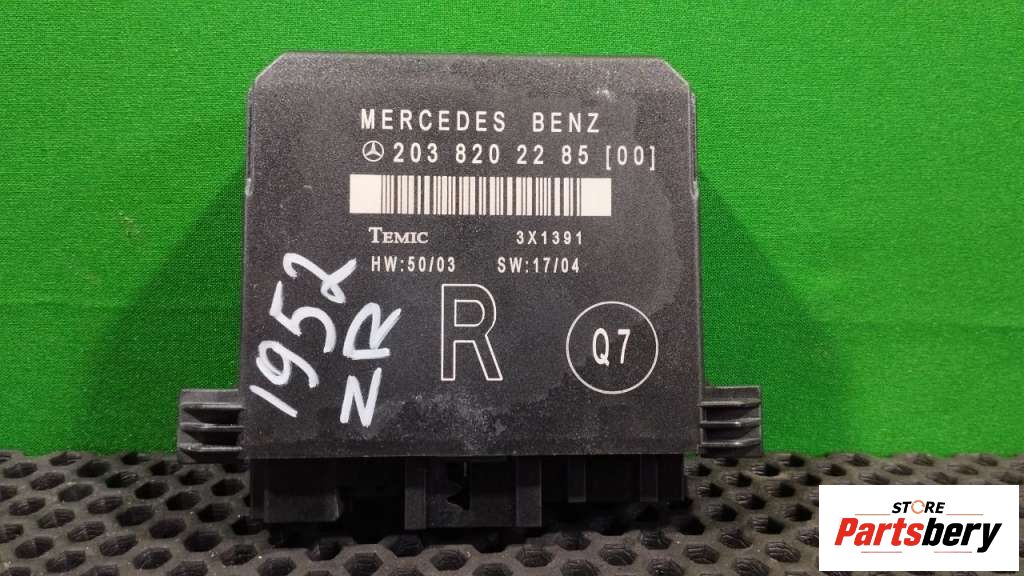 MERCEDES BENZ
203 820 22 85 [00]
TEMIC 3X1391
HW:50/03 SW:17/04
R
Q7
1952
ZR
STORE
Partsbery